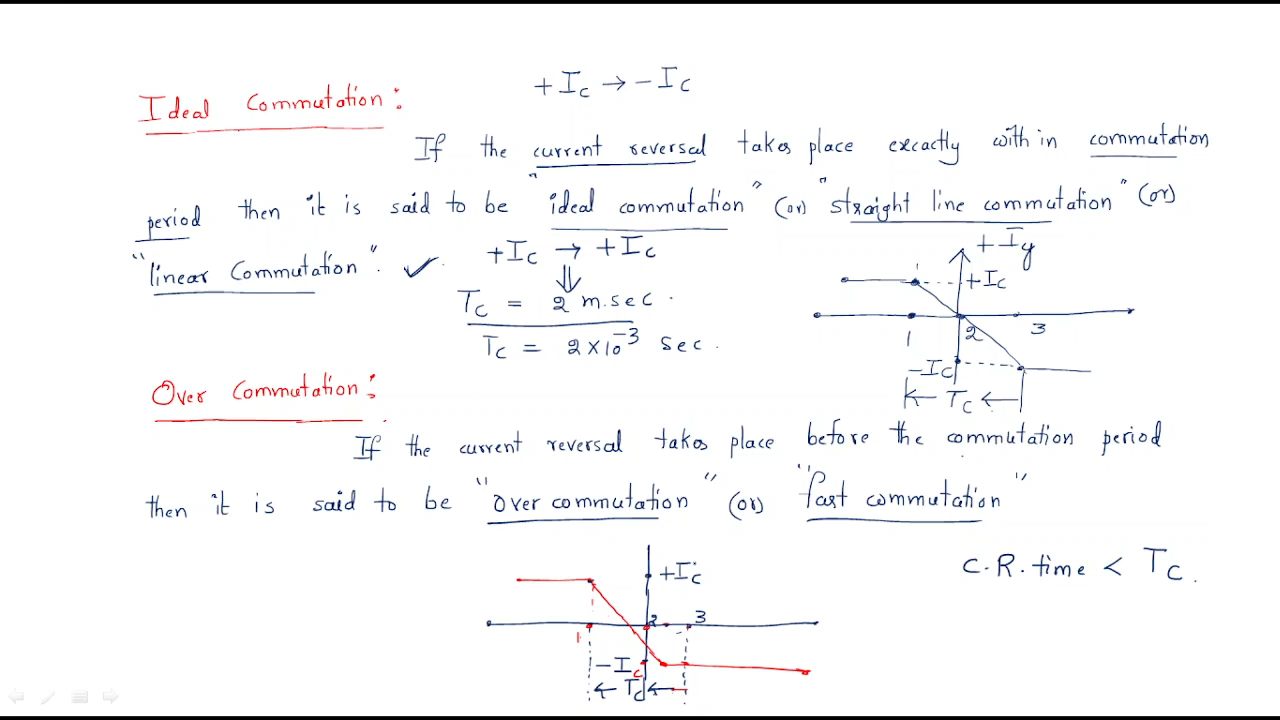 +Ic → -Ic
Ideal Commutation:
If the current reversal takes place excactly with in commutation
period then it is said to be "ideal commutation" (or) "straight line commutation" (or)
"linear Commutation". ✓
+Ic → +Ic
⇓
Tc = 2 m.sec.
Tc = 2×10⁻³ sec.
+Iy
+Ic
1 2 3
-Ic
Tc
Over Commutation:
If the current reversal takes place before the commutation period
then it is said to be "Over commutation" (or) "fast commutation"
C.R.time < Tc.
+Ic
1 2 3
-Ic
Tc